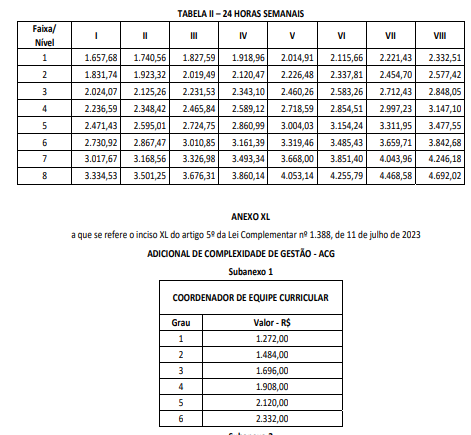 TABELA II – 24 HORAS SEMANAIS
Faixa/ Nível I II III IV V VI VII VIII
1 1.657,68 1.740,56 1.827,59 1.918,96 2.014,91 2.115,66 2.221,43 2.332,51
2 1.831,74 1.923,32 2.019,49 2.120,47 2.226,48 2.337,81 2.454,70 2.577,42
3 2.024,07 2.125,26 2.231,53 2.343,10 2.460,26 2.583,26 2.712,43 2.848,05
4 2.236,59 2.348,42 2.465,84 2.589,12 2.718,59 2.854,51 2.997,23 3.147,10
5 2.471,43 2.595,01 2.724,75 2.860,99 3.004,03 3.154,24 3.311,95 3.477,55
6 2.730,92 2.867,47 3.010,85 3.161,39 3.319,46 3.485,43 3.659,71 3.842,68
7 3.017,67 3.168,56 3.326,98 3.493,34 3.668,00 3.851,40 4.043,96 4.246,18
8 3.334,53 3.501,25 3.676,31 3.860,14 4.053,14 4.255,79 4.468,58 4.692,02
ANEXO XL
a que se refere o inciso XL do artigo 5º da Lei Complementar nº 1.388, de 11 de julho de 2023
ADICIONAL DE COMPLEXIDADE DE GESTÃO - ACG
Subanexo 1
COORDENADOR DE EQUIPE CURRICULAR
Grau Valor - R$
1 1.272,00
2 1.484,00
3 1.696,00
4 1.908,00
5 2.120,00
6 2.332,00